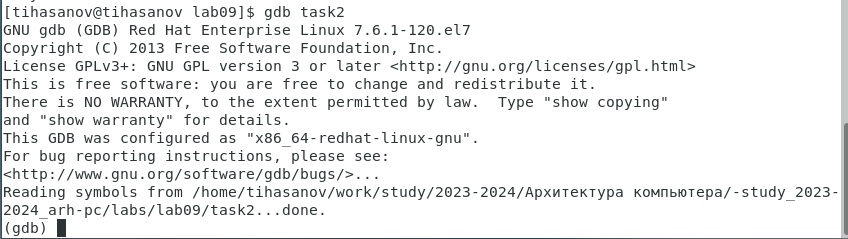 [tihasanov@tihasanov lab09]$ gdb task2
GNU gdb (GDB) Red Hat Enterprise Linux 7.6.1-120.el7
Copyright (C) 2013 Free Software Foundation, Inc.
License GPLv3+: GNU GPL version 3 or later <http://gnu.org/licenses/gpl.html>
This is free software: you are free to change and redistribute it.
There is NO WARRANTY, to the extent permitted by law.  Type "show copying"
and "show warranty" for details.
This GDB was configured as "x86_64-redhat-linux-gnu".
For bug reporting instructions, please see:
<http://www.gnu.org/software/gdb/bugs/>...
Reading symbols from /home/tihasanov/work/study/2023-2024/Архитектура компьютера/-study_2023-
2024_arh-pc/labs/lab09/task2...done.
(gdb)